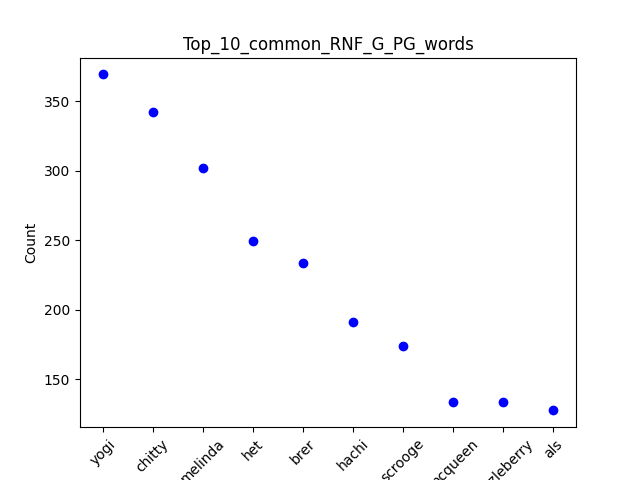 Top_10_common_RNF_G_PG_words
350
300
250
200
150
Count
yogi
chitty
melinda
het
brer
hachi
scrooge
als